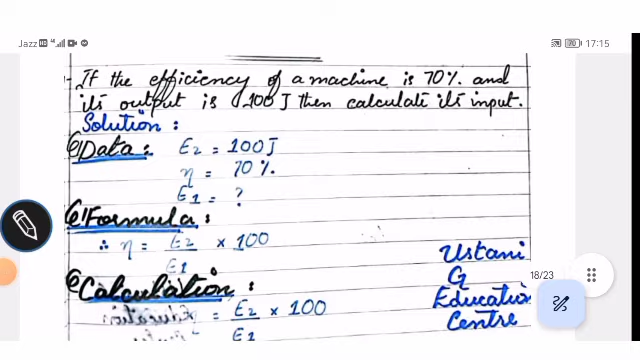 Jazz HD 4G
17:15
If the efficiency of a machine is 70% and
its output is 100 J then calculate its input.
Solution :
Data : E2 = 100 J
η = 70 %.
E1 = ?
Formula :
∴ η = E2/E1 × 100
Ustani
G
Education
Centre
18/23
Calculation :
η = E2/E1 × 100